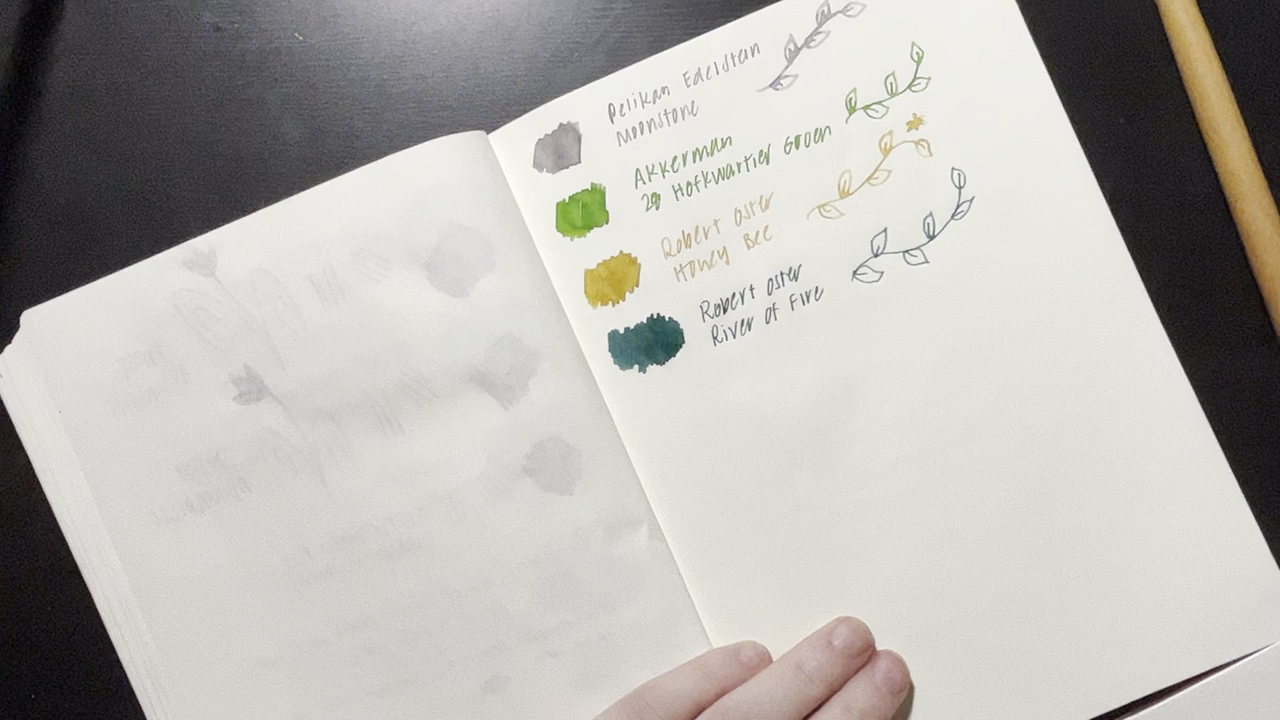 Pelikan Edelstein
Moonstone
Akkerman
28 Hofkwartier Groen
Robert Oster
Honey Bee
Robert Oster
River of Fire